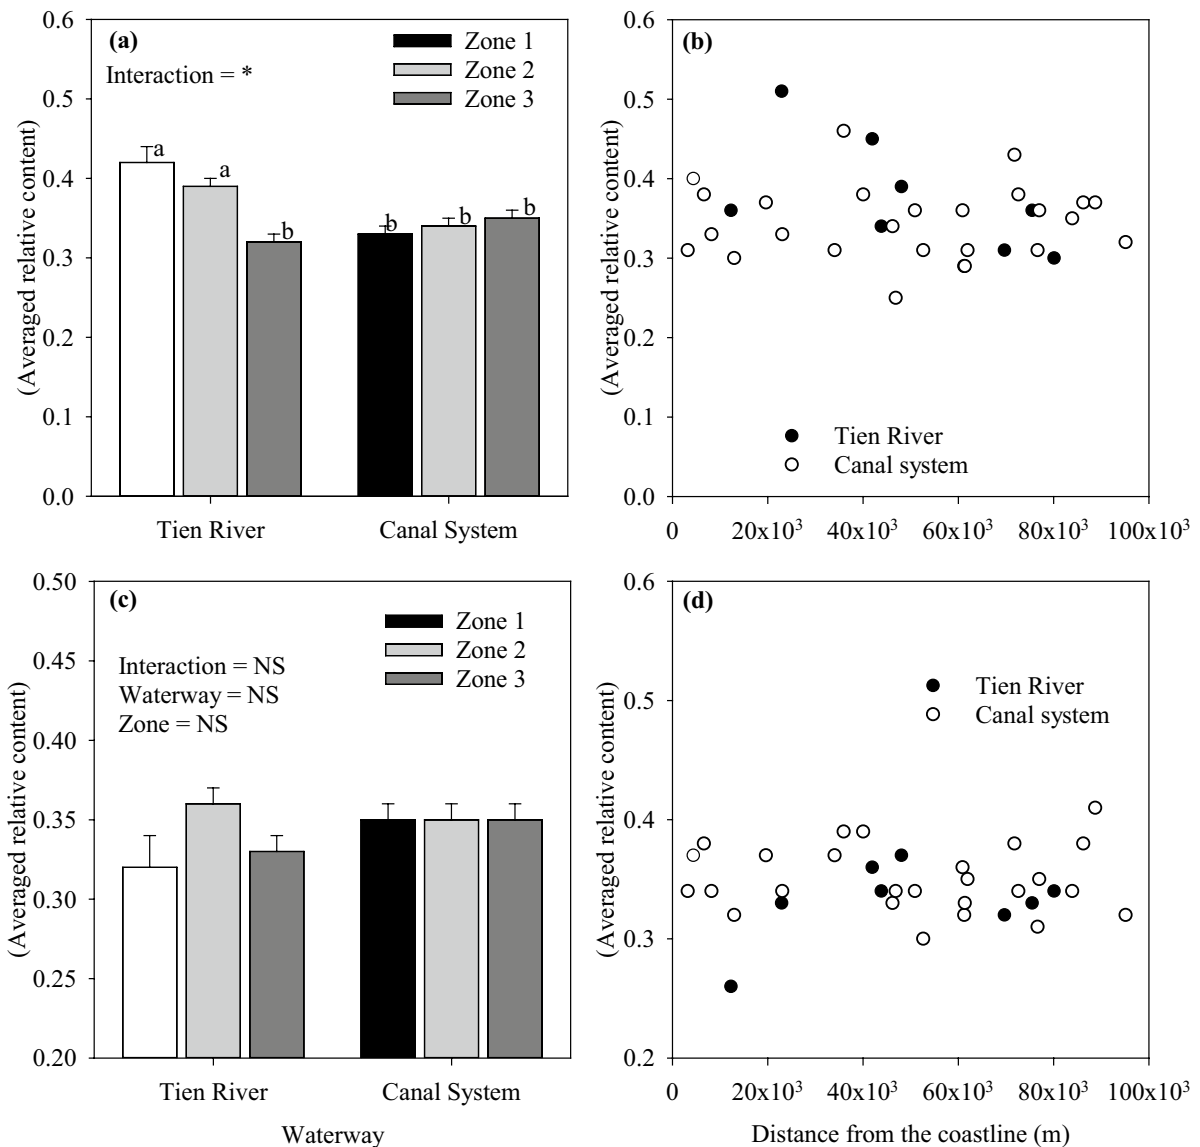 (a)
Interaction = *
Zone 1
Zone 2
Zone 3
0.6
0.5
0.4
0.3
0.2
0.1
0.0
(Averaged relative content)
a
a
b
b
b
b
Tien River
Canal System
(b)
0.6
0.5
0.4
0.3
0.2
0.1
0.0
(Averaged relative content)
Tien River
Canal system
0
20x10³
40x10³
60x10³
80x10³
100x10³
(c)
Zone 1
Zone 2
Zone 3
Interaction = NS
Waterway = NS
Zone = NS
0.50
0.45
0.40
0.35
0.30
0.25
0.20
(Averaged relative content)
Tien River
Canal System
Waterway
(d)
Tien River
Canal system
0.6
0.5
0.4
0.3
0.2
(Averaged relative content)
0
20x10³
40x10³
60x10³
80x10³
100x10³
Distance from the coastline (m)